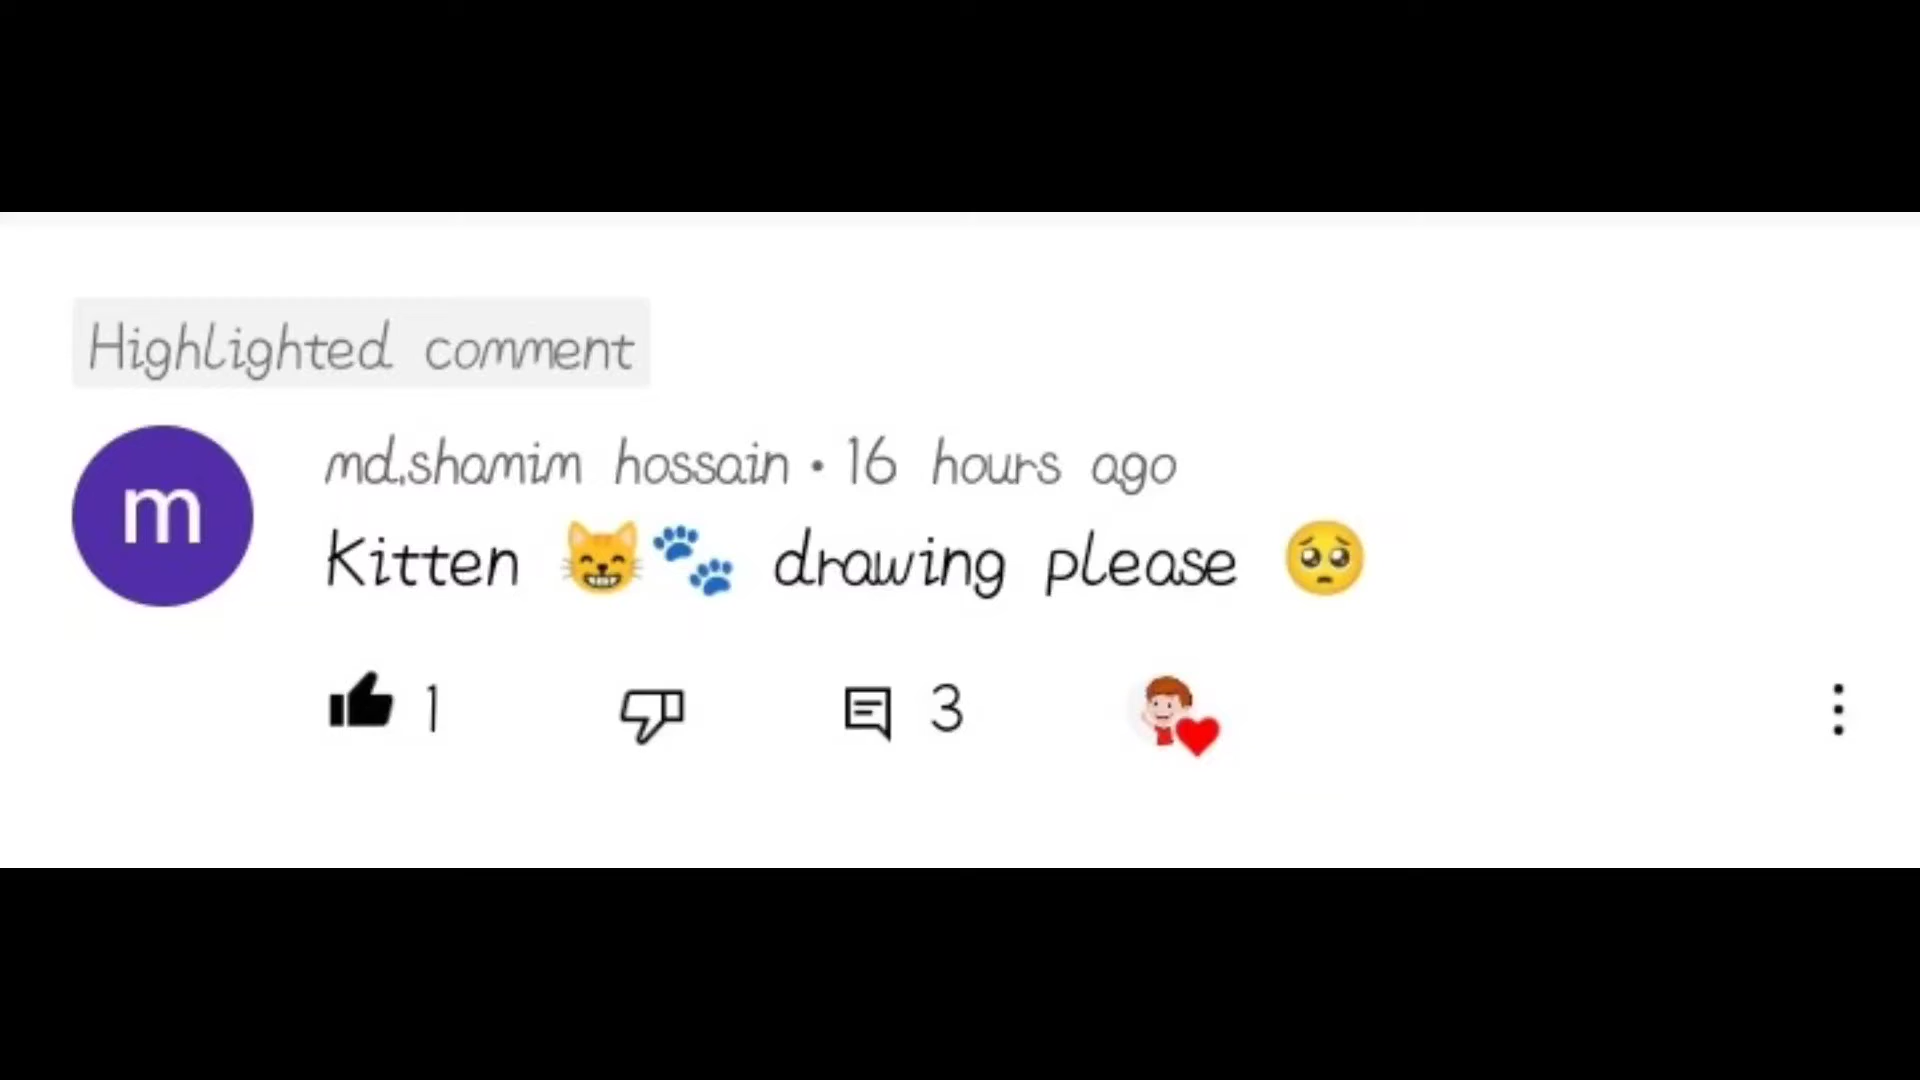 Highlighted comment
m
md.shamim hossain • 16 hours ago
Kitten 😸🐾 drawing please 🥺
1
3